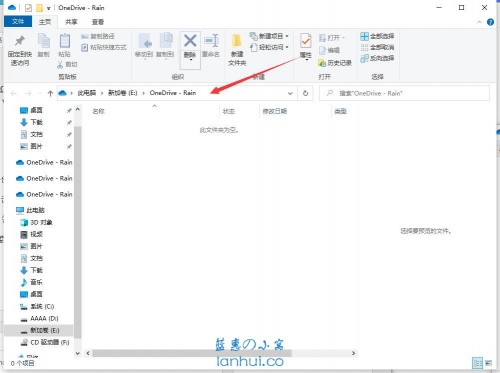 OneDrive - Rain
文件 主页 共享 查看
固定到快速访问 复制 粘贴 复制路径 粘贴快捷方式 剪切
移动到 复制到 删除 重命名
新建文件夹 新建项目 轻松访问
属性 打开 编辑 历史记录
全部选择 全部取消 反向选择
剪贴板 组织 新建 打开 选择
此电脑 › 新加卷 (E:) › OneDrive - Rain
搜索"OneDrive - Rain"
名称 状态 修改日期 类型
此文件夹为空。
选择要预览的文件。
桌面
下载
文档
图片
OneDrive - Rain
OneDrive - Rain
OneDrive - Rain
此电脑
3D 对象
视频
图片
文档
下载
音乐
桌面
系统 (C:)
AAAA (D:)
新加卷 (E:)
CD 驱动器 (F:)
0 个项目
蓝惠の小窝
lanhui.co